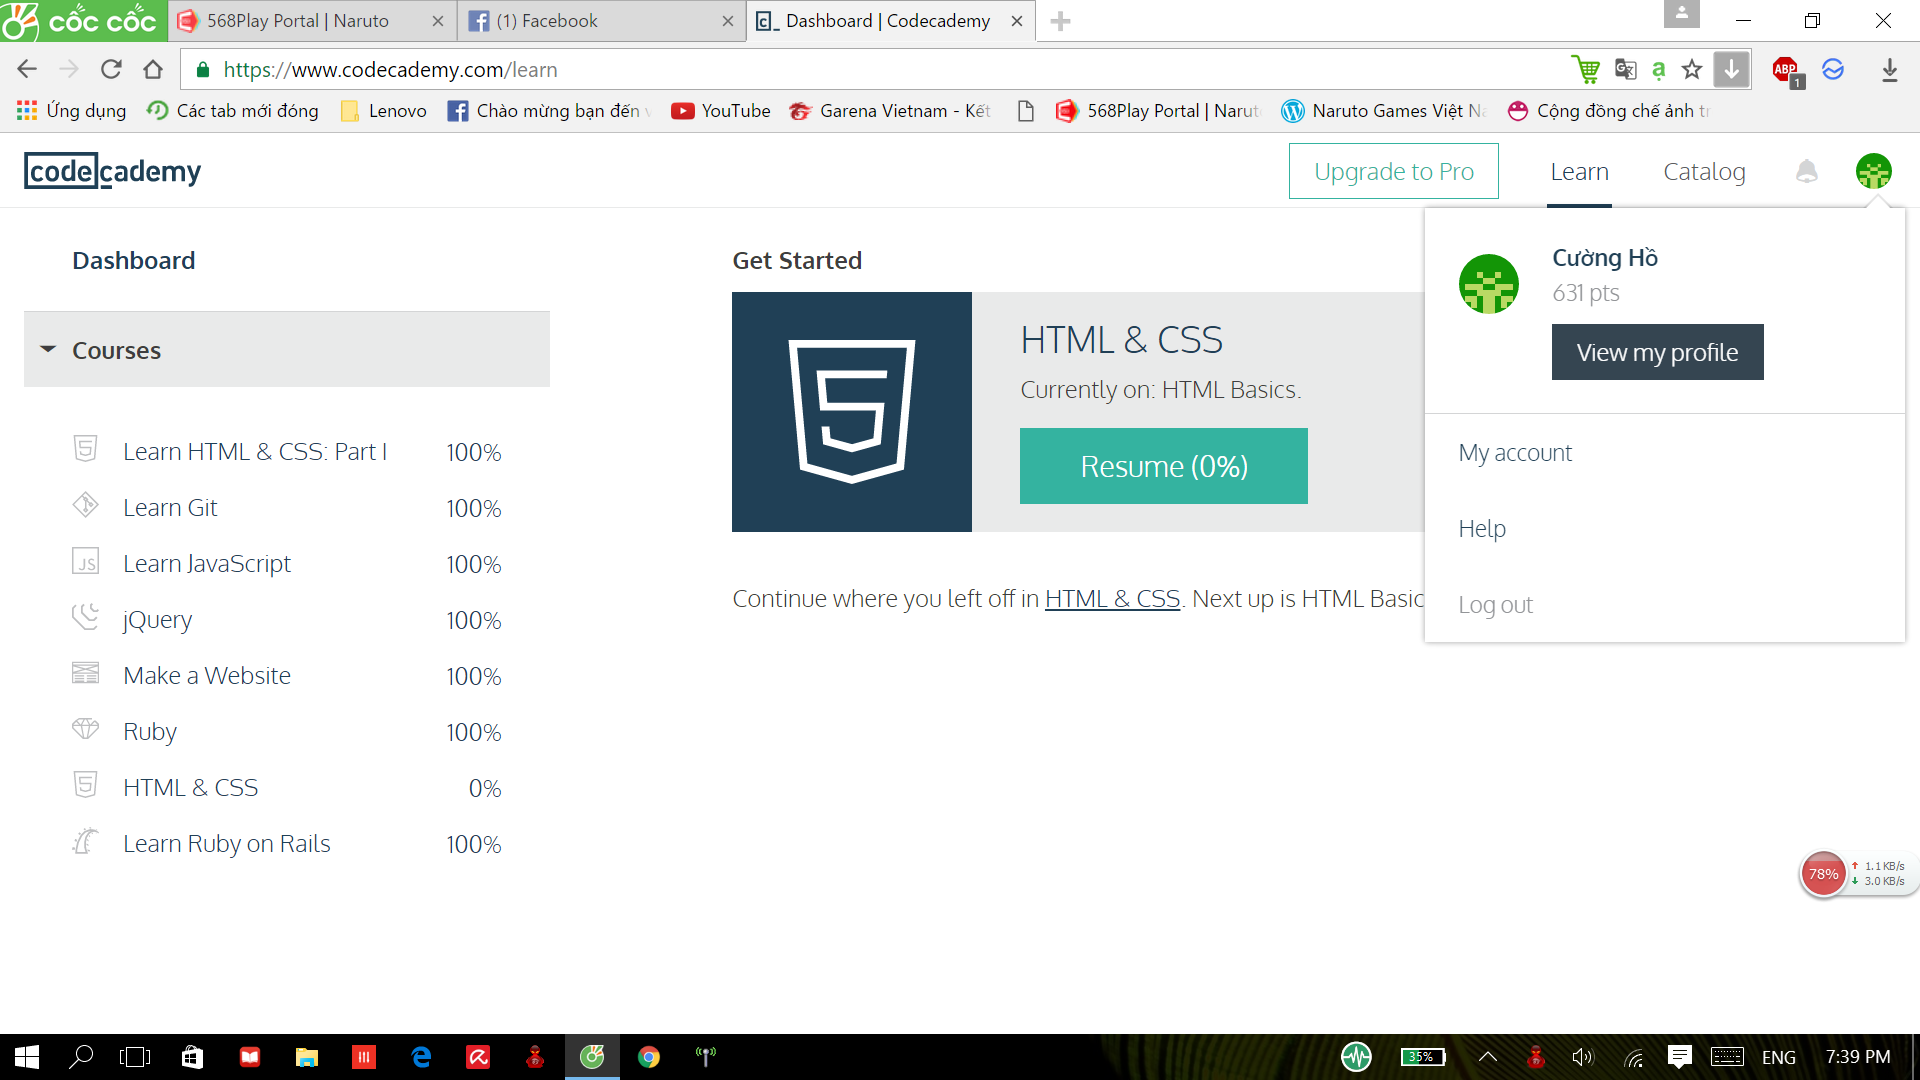 cốc cốc
568Play Portal | Naruto
(1) Facebook
Dashboard | Codecademy
https://www.codecademy.com/learn
ABP
1
Ứng dụng
Các tab mới đóng
Lenovo
Chào mừng bạn đến v
YouTube
Garena Vietnam - Kết
568Play Portal | Narut
Naruto Games Việt Na
Cộng đồng chế ảnh tr
codecademy
Upgrade to Pro
Learn
Catalog
Dashboard
Courses
Learn HTML & CSS: Part I 100%
Learn Git 100%
JS
Learn JavaScript 100%
jQuery 100%
Make a Website 100%
Ruby 100%
HTML & CSS 0%
Learn Ruby on Rails 100%
Get Started
HTML & CSS
Currently on: HTML Basics.
Resume (0%)
Continue where you left off in HTML & CSS. Next up is HTML Basic
Cường Hồ
631 pts
View my profile
My account
Help
Log out
78%
1.1 KB/s
3.0 KB/s
35%
ENG
7:39 PM